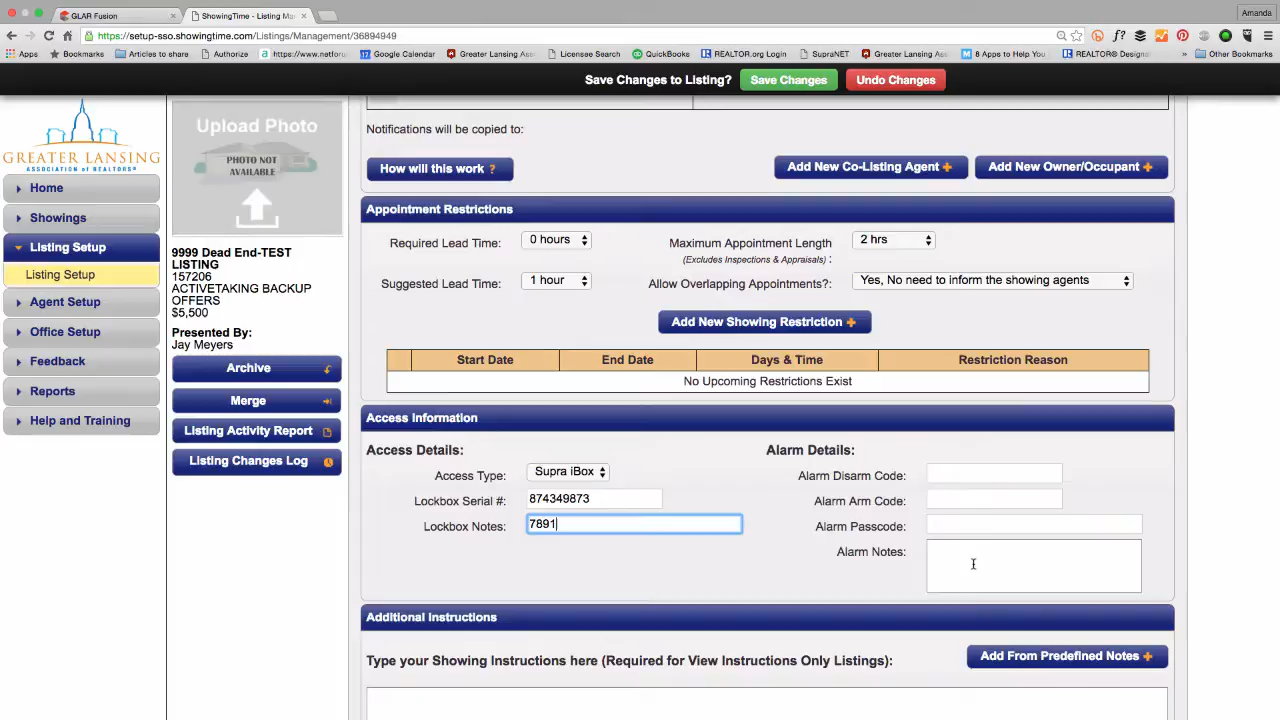 GLAR Fusion
ShowingTime - Listing Ma
Amanda
https://setup-sso.showingtime.com/Listings/Management/36894949
Apps
Bookmarks
Articles to share
Authorize
https://www.netforu
Google Calendar
Greater Lansing Ass
Licensee Search
QuickBooks
REALTOR.org Login
SupraNET
Greater Lansing As
8 Apps to Help You
REALTOR® Designa
»
Other Bookmarks
Save Changes to Listing?
Save Changes
Undo Changes
GREATER LANSING
ASSOCIATION of REALTORS®
Home
Showings
Listing Setup
Listing Setup
Agent Setup
Office Setup
Feedback
Reports
Help and Training
Upload Photo
PHOTO NOT
AVAILABLE
9999 Dead End-TEST
LISTING
157206
ACTIVETAKING BACKUP
OFFERS
$5,500
Presented By:
Jay Meyers
Archive
Merge
Listing Activity Report
Listing Changes Log
Notifications will be copied to:
How will this work ?
Add New Co-Listing Agent +
Add New Owner/Occupant +
Appointment Restrictions
Required Lead Time: 0 hours
Maximum Appointment Length 2 hrs
(Excludes Inspections & Appraisals) :
Suggested Lead Time: 1 hour
Allow Overlapping Appointments?: Yes, No need to inform the showing agents
Add New Showing Restriction +
Start Date End Date Days & Time Restriction Reason
No Upcoming Restrictions Exist
Access Information
Access Details:
Access Type: Supra iBox
Lockbox Serial #: 874349873
Lockbox Notes: 7891
Alarm Details:
Alarm Disarm Code:
Alarm Arm Code:
Alarm Passcode:
Alarm Notes:
Additional Instructions
Type your Showing Instructions here (Required for View Instructions Only Listings):
Add From Predefined Notes +